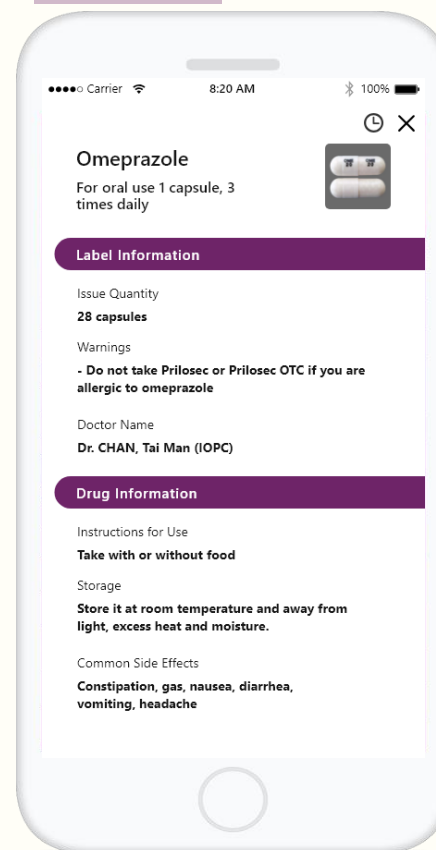 Carrier 8:20 AM 100%
Omeprazole
For oral use 1 capsule, 3
times daily
Label Information
Issue Quantity
28 capsules
Warnings
- Do not take Prilosec or Prilosec OTC if you are
allergic to omeprazole
Doctor Name
Dr. CHAN, Tai Man (IOPC)
Drug Information
Instructions for Use
Take with or without food
Storage
Store it at room temperature and away from
light, excess heat and moisture.
Common Side Effects
Constipation, gas, nausea, diarrhea,
vomiting, headache